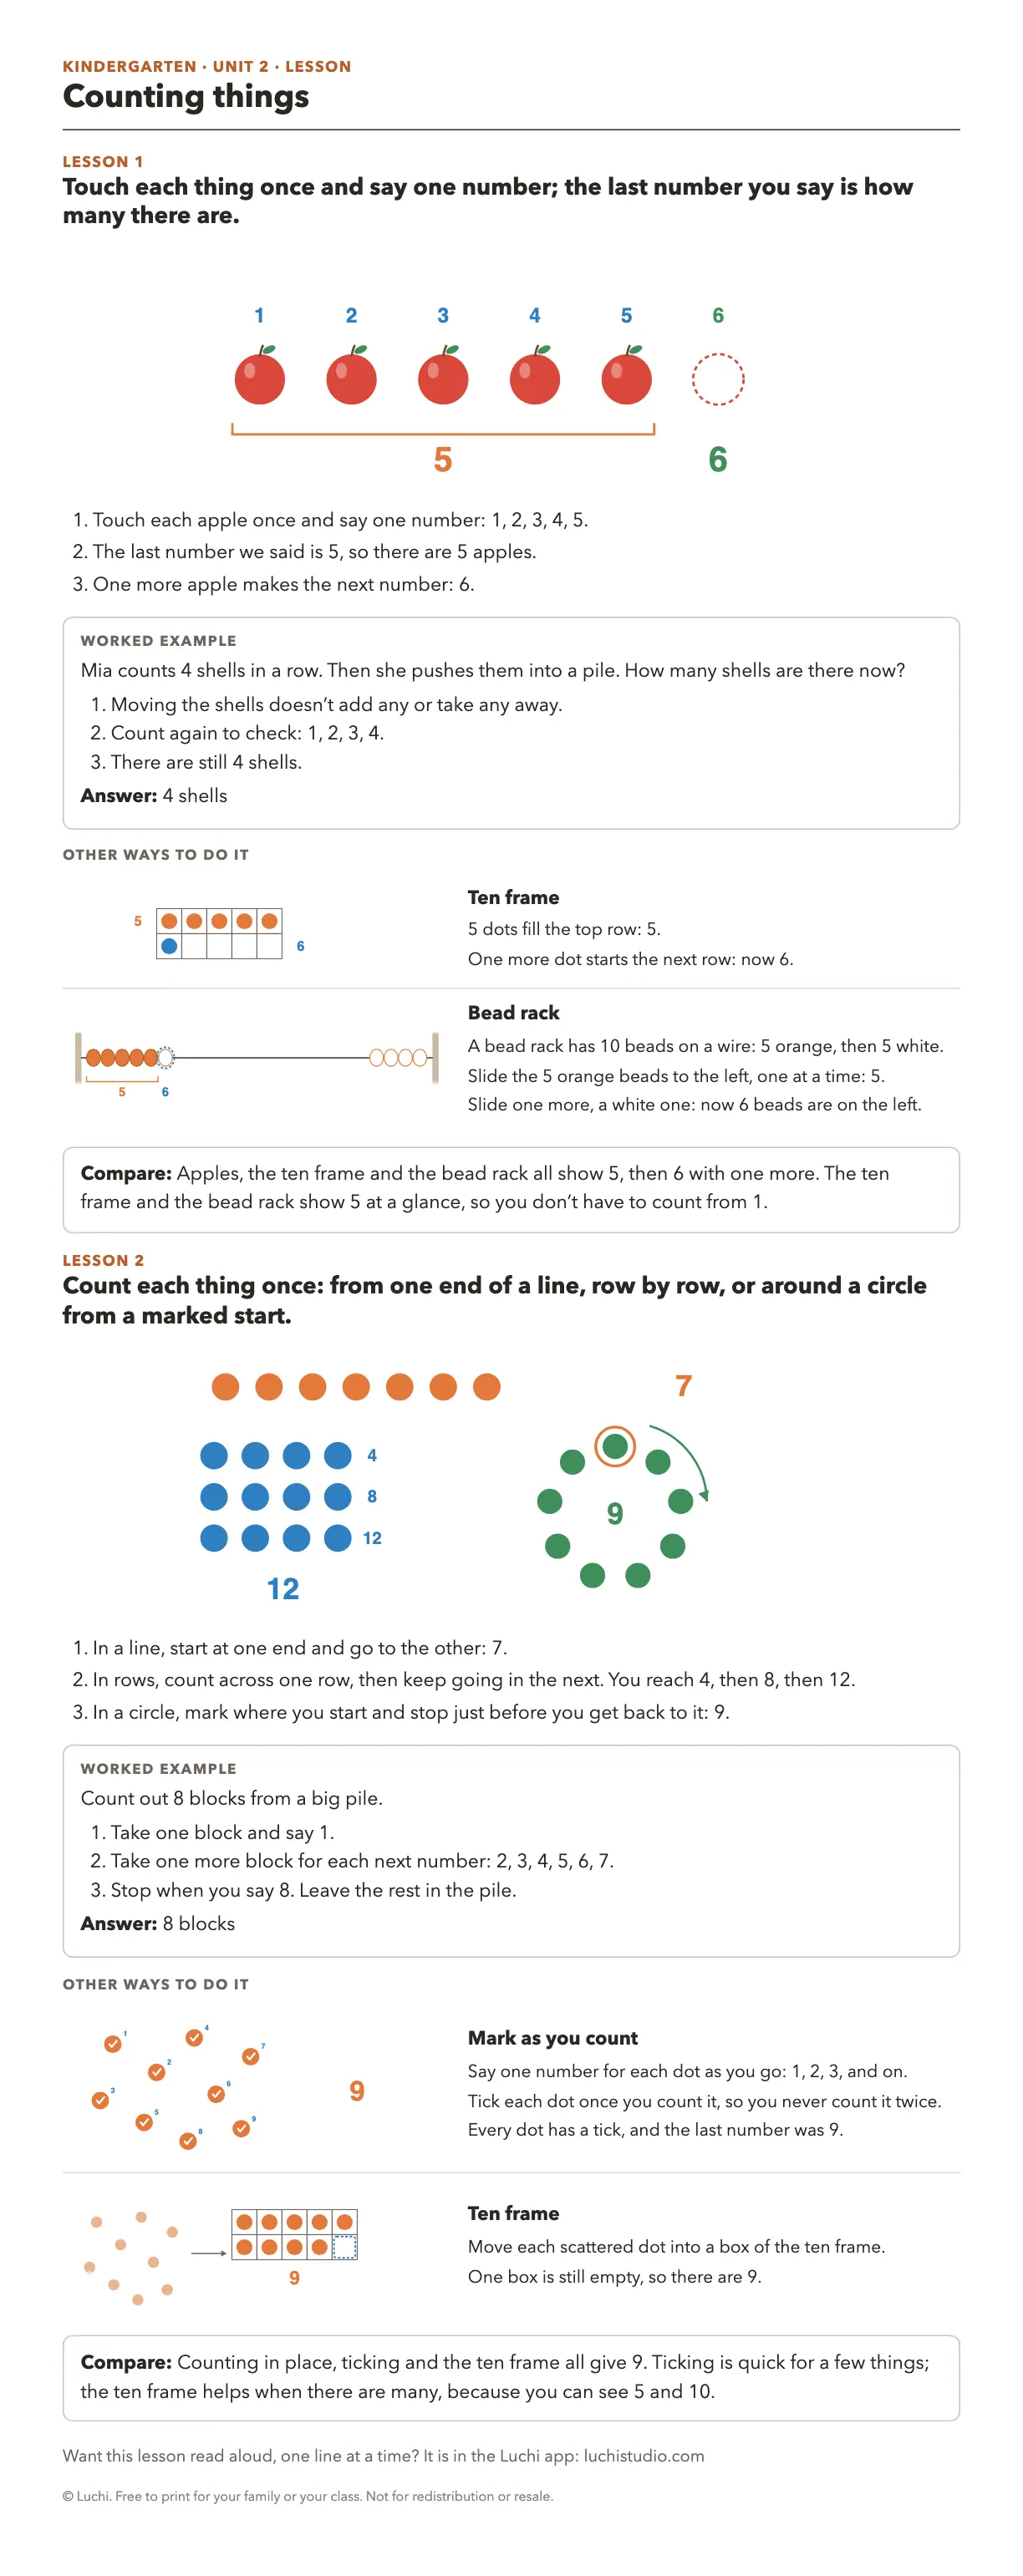 KINDERGARTEN · UNIT 2 · LESSON
Counting things
LESSON 1
Touch each thing once and say one number; the last number you say is how
many there are.
1 2 3 4 5 6
5 6
1. Touch each apple once and say one number: 1, 2, 3, 4, 5.
2. The last number we said is 5, so there are 5 apples.
3. One more apple makes the next number: 6.
WORKED EXAMPLE
Mia counts 4 shells in a row. Then she pushes them into a pile. How many shells are there now?
1. Moving the shells doesn’t add any or take any away.
2. Count again to check: 1, 2, 3, 4.
3. There are still 4 shells.
Answer: 4 shells
OTHER WAYS TO DO IT
5
6
Ten frame
5 dots fill the top row: 5.
One more dot starts the next row: now 6.
5 6
Bead rack
A bead rack has 10 beads on a wire: 5 orange, then 5 white.
Slide the 5 orange beads to the left, one at a time: 5.
Slide one more, a white one: now 6 beads are on the left.
Compare: Apples, the ten frame and the bead rack all show 5, then 6 with one more. The ten
frame and the bead rack show 5 at a glance, so you don’t have to count from 1.
LESSON 2
Count each thing once: from one end of a line, row by row, or around a circle
from a marked start.
7
4
8
12
12
9
1. In a line, start at one end and go to the other: 7.
2. In rows, count across one row, then keep going in the next. You reach 4, then 8, then 12.
3. In a circle, mark where you start and stop just before you get back to it: 9.
WORKED EXAMPLE
Count out 8 blocks from a big pile.
1. Take one block and say 1.
2. Take one more block for each next number: 2, 3, 4, 5, 6, 7.
3. Stop when you say 8. Leave the rest in the pile.
Answer: 8 blocks
OTHER WAYS TO DO IT
1
4
7
2
6
3
5
9
8
9
Mark as you count
Say one number for each dot as you go: 1, 2, 3, and on.
Tick each dot once you count it, so you never count it twice.
Every dot has a tick, and the last number was 9.
9
Ten frame
Move each scattered dot into a box of the ten frame.
One box is still empty, so there are 9.
Compare: Counting in place, ticking and the ten frame all give 9. Ticking is quick for a few things;
the ten frame helps when there are many, because you can see 5 and 10.
Want this lesson read aloud, one line at a time? It is in the Luchi app: luchistudio.com
© Luchi. Free to print for your family or your class. Not for redistribution or resale.